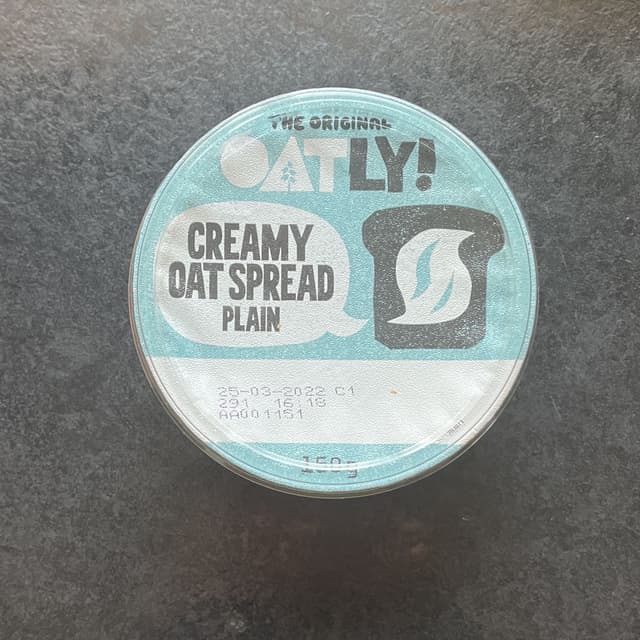 THE ORIGINAL
OATLY!
CREAMY
OAT SPREAD
PLAIN
25-03-2022 C1
291 16:18
AA001151
150g